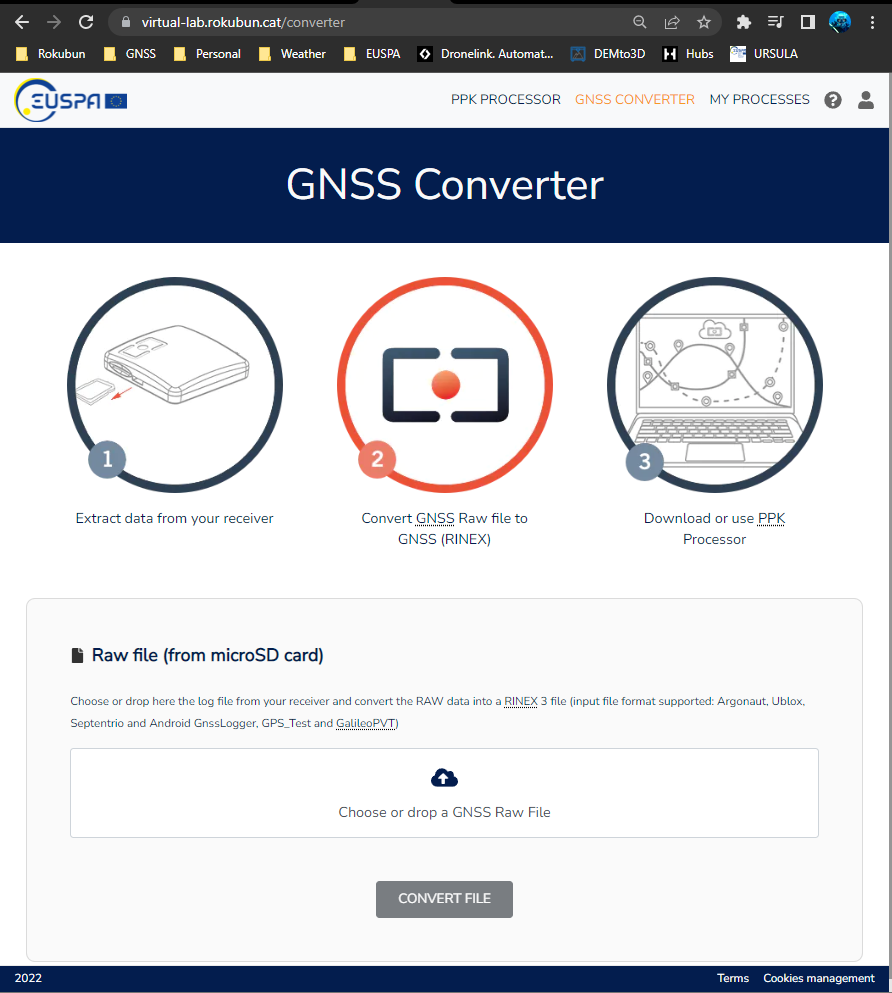 virtual-lab.rokubun.cat/converter
Rokubun GNSS Personal Weather EUSPA Dronelink. Automat... DEMto3D Hubs URSULA
EUSPA PPK PROCESSOR GNSS CONVERTER MY PROCESSES ?
GNSS Converter
1 2 3
Extract data from your receiver
Convert GNSS Raw file to
GNSS (RINEX)
Download or use PPK
Processor
Raw file (from microSD card)
Choose or drop here the log file from your receiver and convert the RAW data into a RINEX 3 file (input file format supported: Argonaut, Ublox,
Septentrio and Android GnssLogger, GPS_Test and GalileoPVT)
Choose or drop a GNSS Raw File
CONVERT FILE
2022 Terms Cookies management